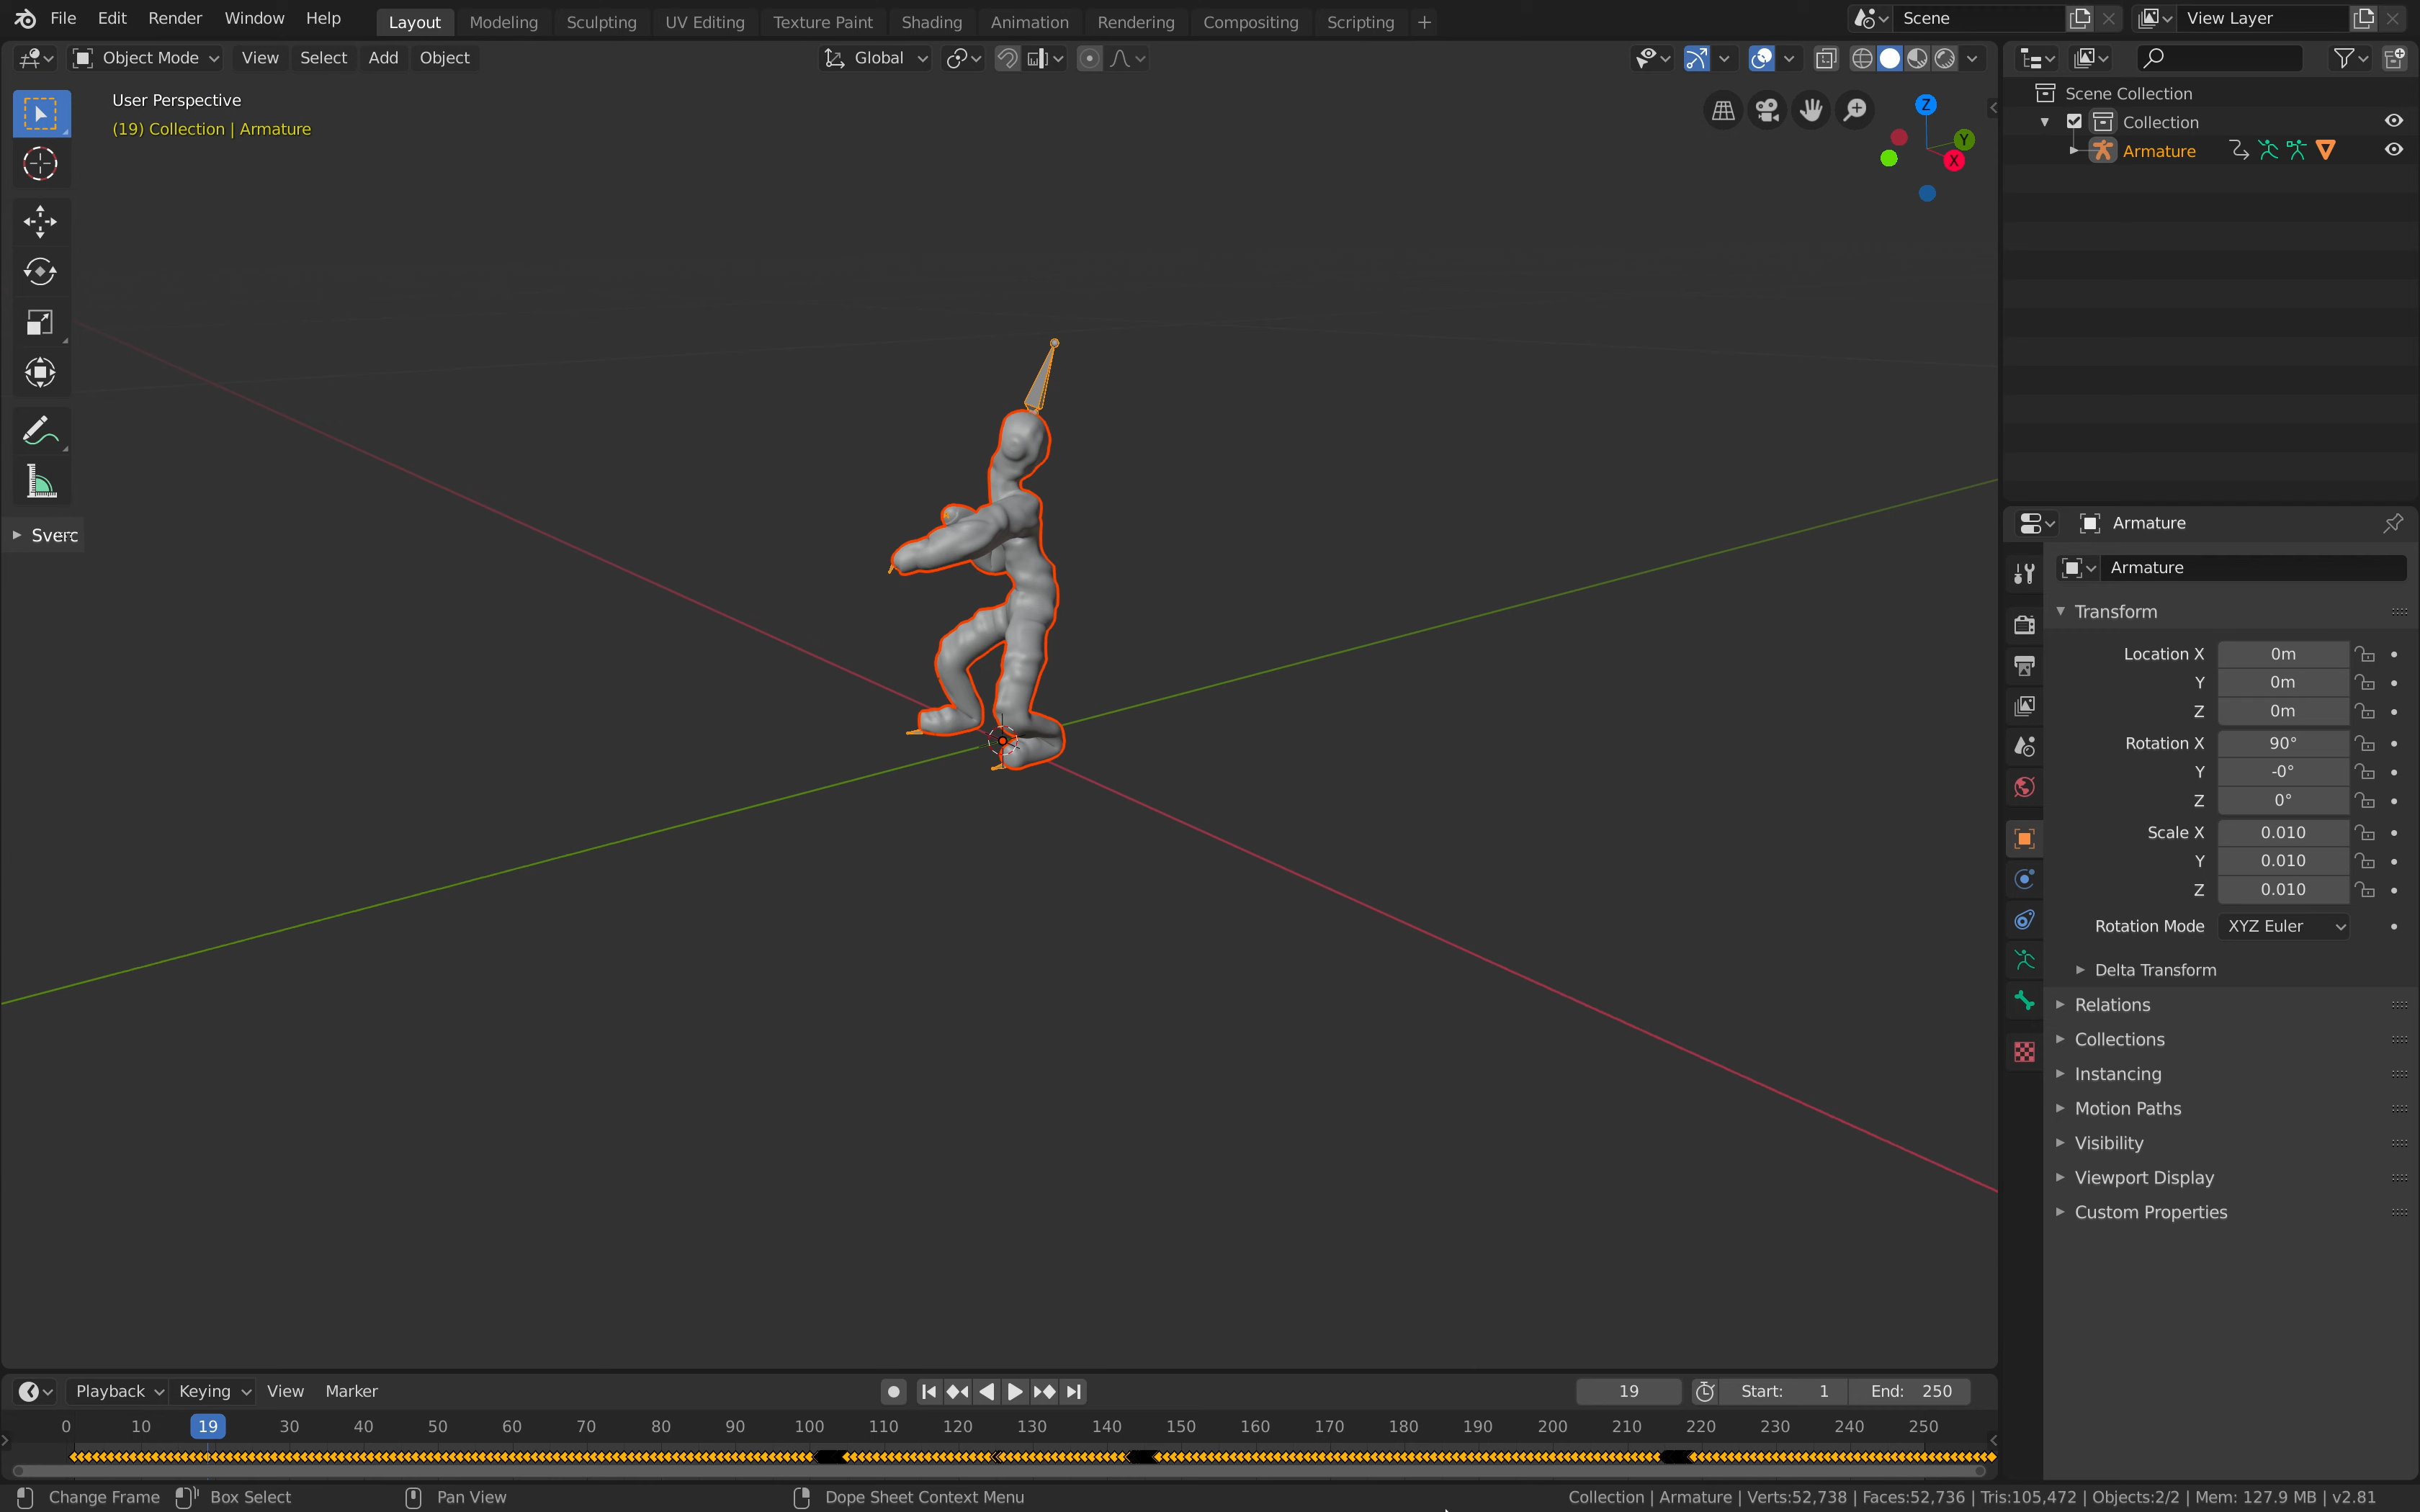 File Edit Render Window Help Layout Modeling Sculpting UV Editing Texture Paint Shading Animation Rendering Compositing Scripting + Scene View Layer
Object Mode View Select Add Object Global
User Perspective
(19) Collection | Armature
Z
Y
X
Scene Collection
Collection
Armature
Armature
Armature
Transform
Location X 0m
Y 0m
Z 0m
Rotation X 90°
Y -0°
Z 0°
Scale X 0.010
Y 0.010
Z 0.010
Rotation Mode XYZ Euler
Delta Transform
Relations
Collections
Instancing
Motion Paths
Visibility
Viewport Display
Custom Properties
Playback Keying View Marker 19 Start: 1 End: 250
0 10 19 30 40 50 60 70 80 90 100 110 120 130 140 150 160 170 180 190 200 210 220 230 240 250
Change Frame Box Select Pan View Dope Sheet Context Menu Collection | Armature | Verts:52,738 | Faces:52,736 | Tris:105,472 | Objects:2/2 | Mem: 127.9 MB | v2.81